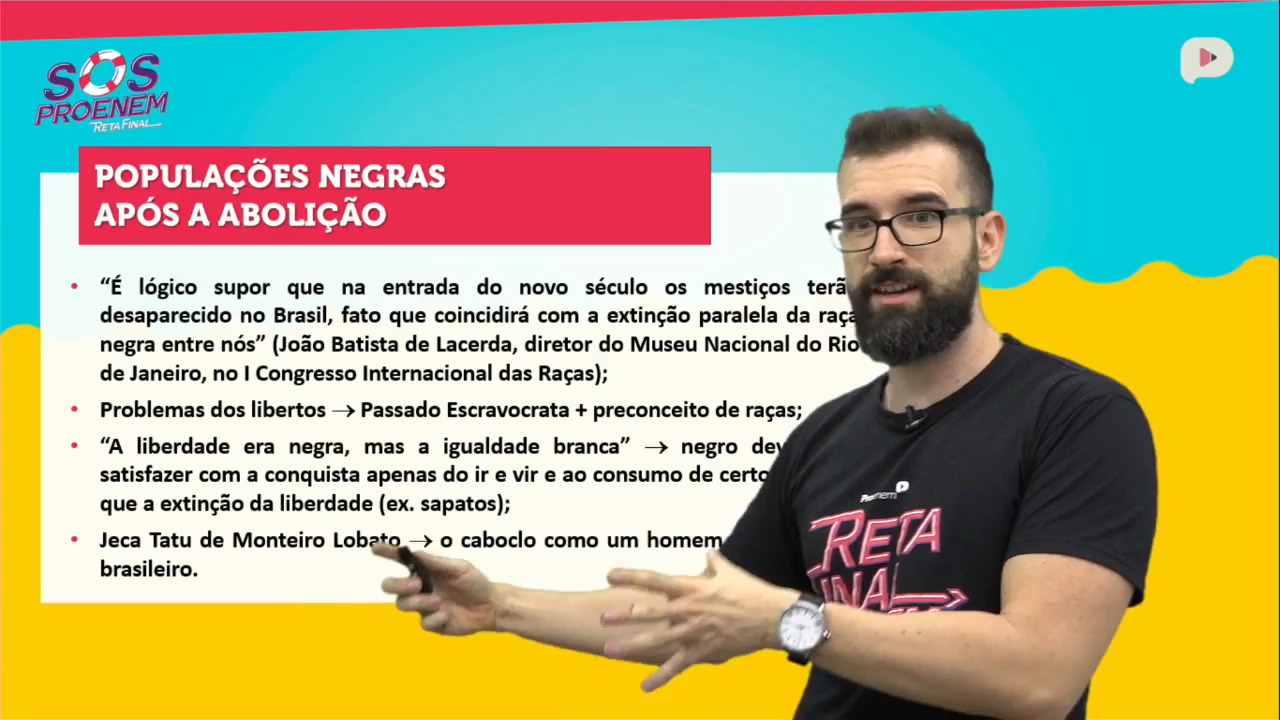 SOS
PROENEM
RETA FINAL
POPULAÇÕES NEGRAS
APÓS A ABOLIÇÃO
• “É lógico supor que na entrada do novo século os mestiços
desaparecido no Brasil, fato que coincidirá com a extinção paralela da raça
negra entre nós” (João Batista de Lacerda, diretor do Museu Nacional do Rio
de Janeiro, no I Congresso Internacional das Raças);
• Problemas dos libertos → Passado Escravocrata + preconceito de raças;
• “A liberdade era negra, mas a igualdade branca” → negro
satisfazer com a conquista apenas do ir e vir e ao consumo de
que a extinção da liberdade (ex. sapatos);
• Jeca Tatu de Monteiro Lobato → o caboclo como um homem
brasileiro.
RETA